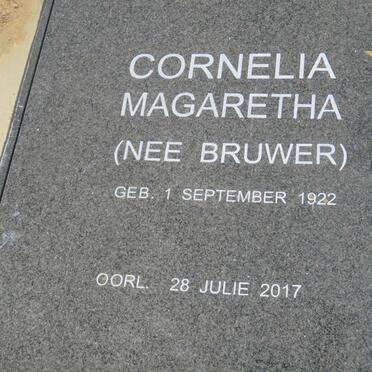 CORNELIA
MAGARETHA
(NEE BRUWER)
GEB. 1 SEPTEMBER 1922
OORL. 28 JULIE 2017